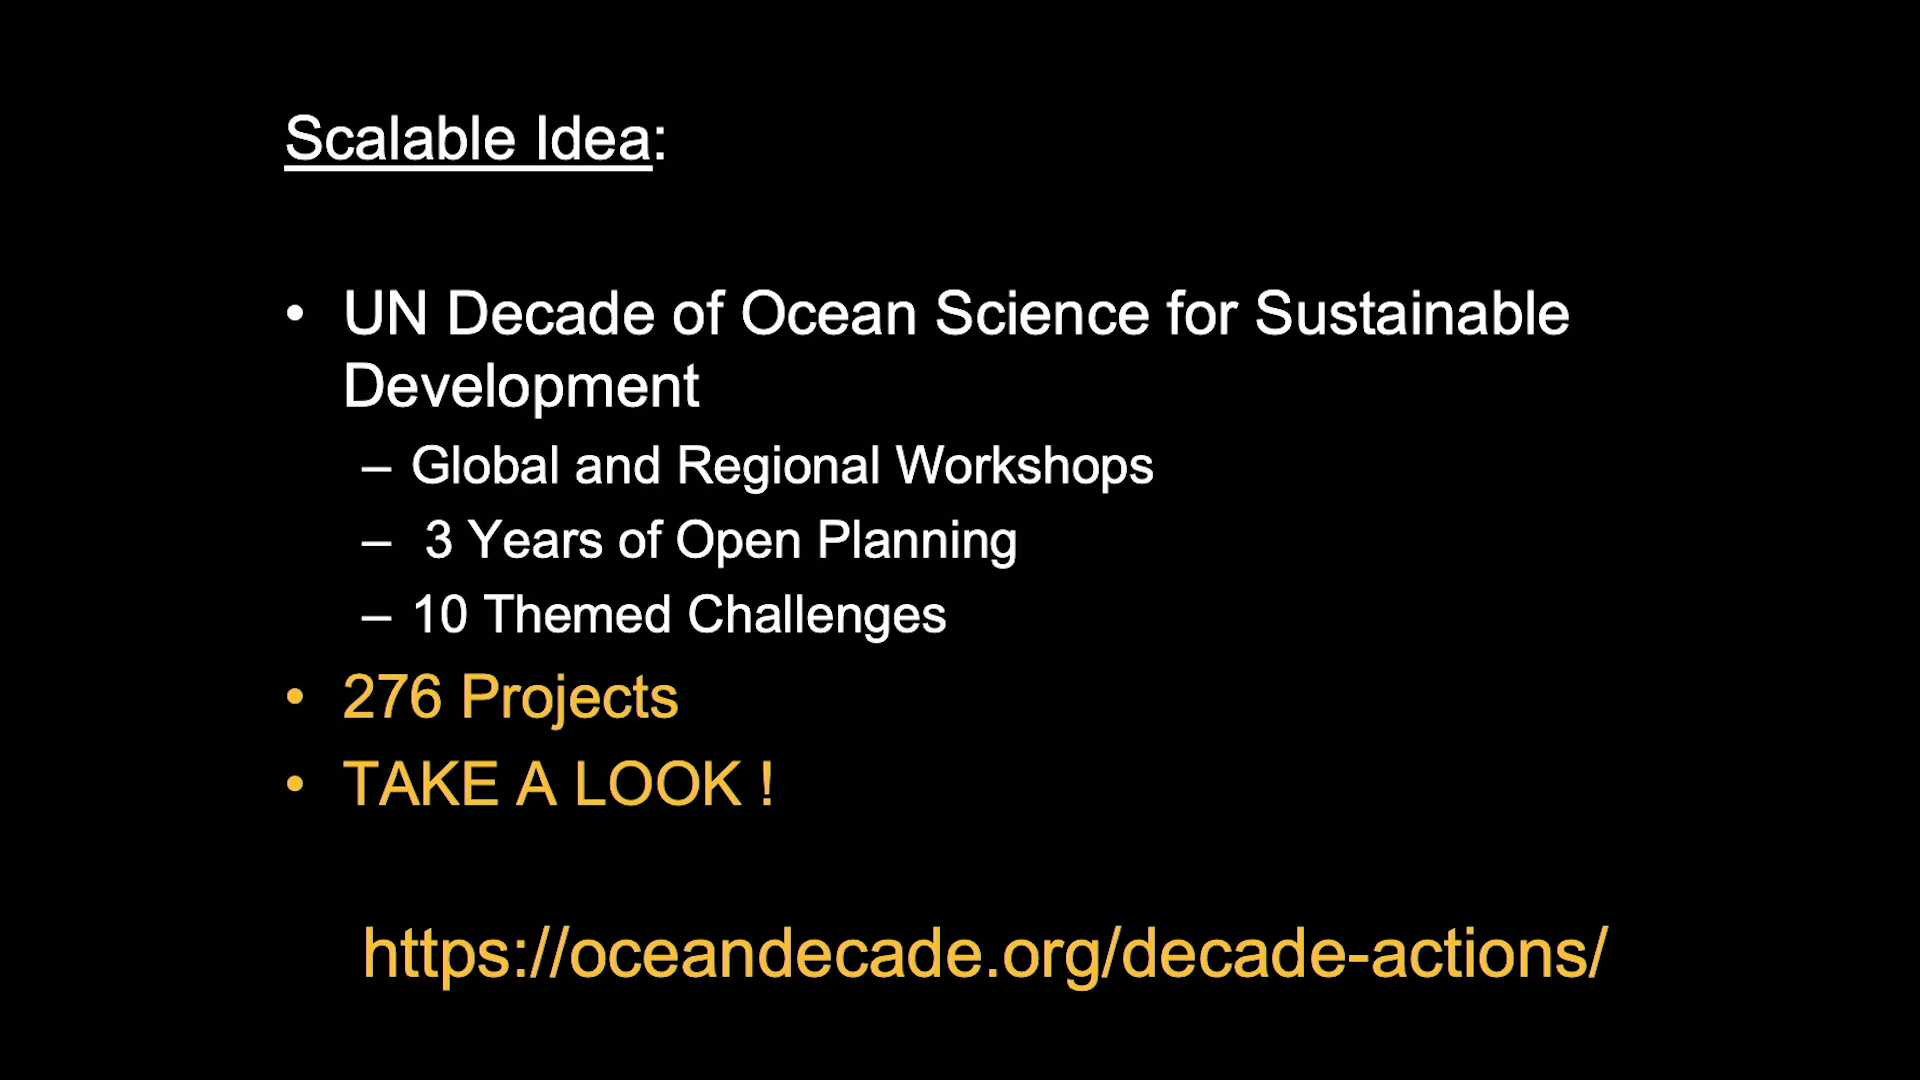 Scalable Idea:
• UN Decade of Ocean Science for Sustainable
Development
– Global and Regional Workshops
– 3 Years of Open Planning
– 10 Themed Challenges
• 276 Projects
• TAKE A LOOK !
https://oceandecade.org/decade-actions/